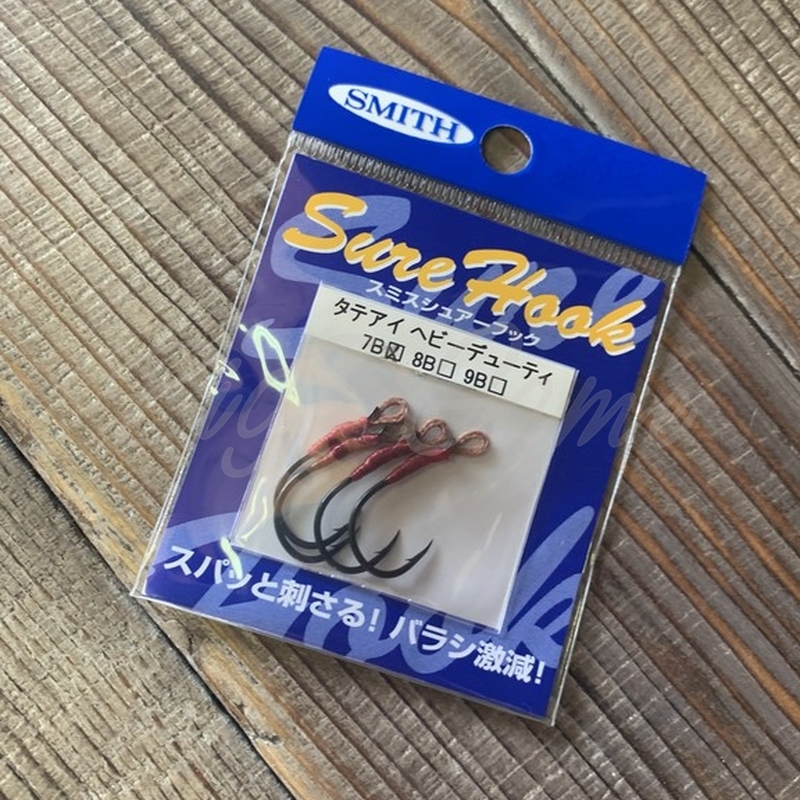 SMITH
Sure Hook
スミスシュアーフック
タテアイ ヘビーデューティ
7B☒ 8B□ 9B□
スパッと刺さる! バラシ激減!